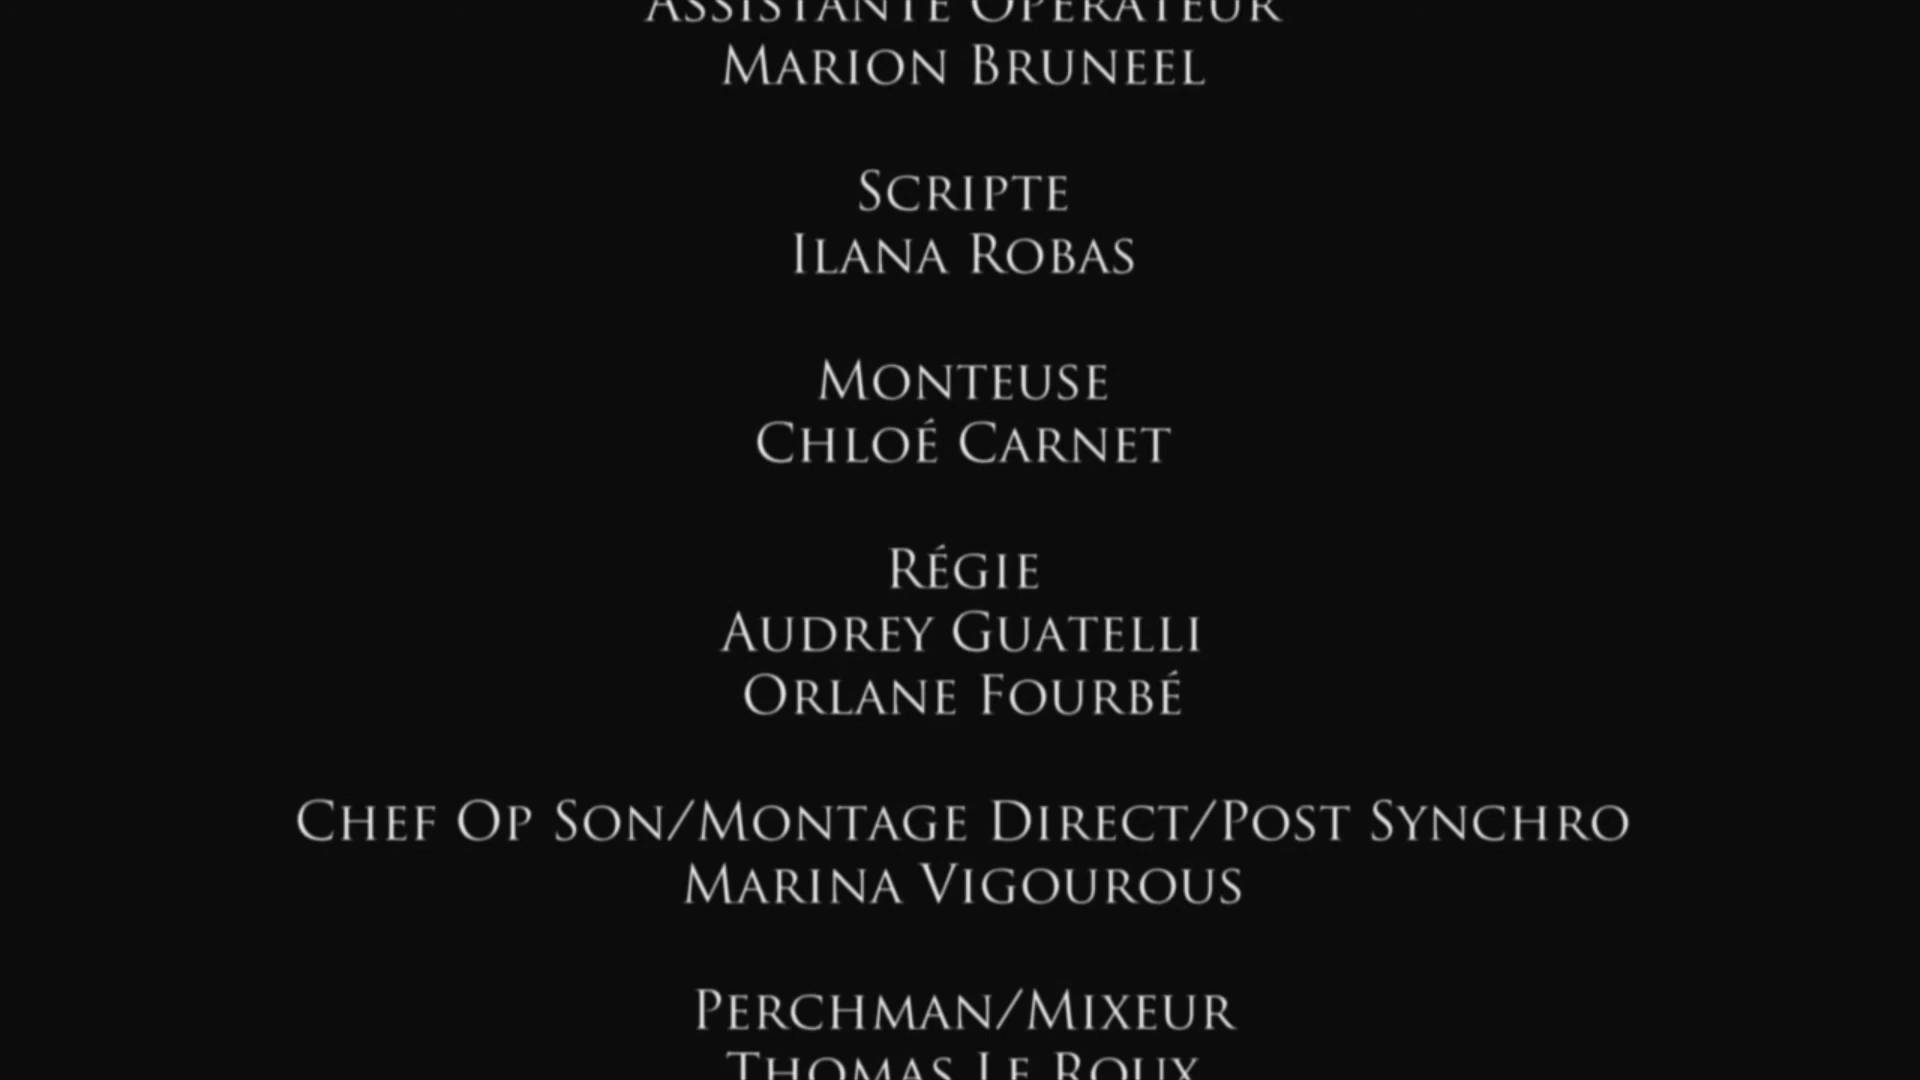 Assistante Opérateur
Marion Bruneel
Scripte
Ilana Robas
Monteuse
Chloé Carnet
Régie
Audrey Guatelli
Orlane Fourbé
Chef Op Son/Montage Direct/Post Synchro
Marina Vigourous
Perchman/Mixeur
Thomas Le Roux